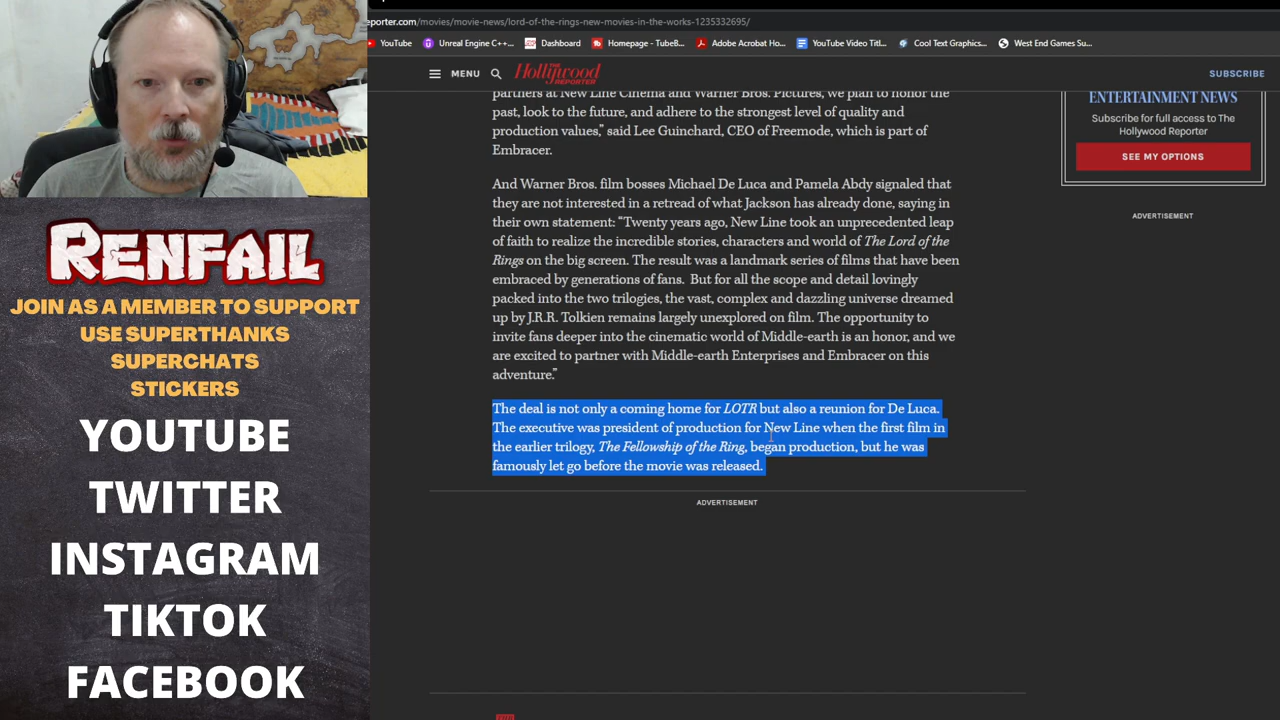 eporter.com/movies/movie-news/lord-of-the-rings-new-movies-in-the-works-1235332695/
YouTube
Unreal Engine C++...
Dashboard
Homepage - TubeB...
Adobe Acrobat Ho...
YouTube Video Titl...
Cool Text Graphics...
West End Games Su...
MENU
THE
Hollywood
REPORTER
SUBSCRIBE
partners at New Line Cinema and Warner Bros. Pictures, we plan to honor the
past, look to the future, and adhere to the strongest level of quality and
production values,” said Lee Guinchard, CEO of Freemode, which is part of
Embracer.
And Warner Bros. film bosses Michael De Luca and Pamela Abdy signaled that
they are not interested in a retread of what Jackson has already done, saying in
their own statement: “Twenty years ago, New Line took an unprecedented leap
of faith to realize the incredible stories, characters and world of The Lord of the
Rings on the big screen. The result was a landmark series of films that have been
embraced by generations of fans.  But for all the scope and detail lovingly
packed into the two trilogies, the vast, complex and dazzling universe dreamed
up by J.R.R. Tolkien remains largely unexplored on film. The opportunity to
invite fans deeper into the cinematic world of Middle-earth is an honor, and we
are excited to partner with Middle-earth Enterprises and Embracer on this
adventure.”
The deal is not only a coming home for LOTR but also a reunion for De Luca.
The executive was president of production for New Line when the first film in
the earlier trilogy, The Fellowship of the Ring, began production, but he was
famously let go before the movie was released.
ADVERTISEMENT
ENTERTAINMENT NEWS
Subscribe for full access to The
Hollywood Reporter
SEE MY OPTIONS
ADVERTISEMENT
RENFAIL
JOIN AS A MEMBER TO SUPPORT
USE SUPERTHANKS
SUPERCHATS
STICKERS
YOUTUBE
TWITTER
INSTAGRAM
TIKTOK
FACEBOOK